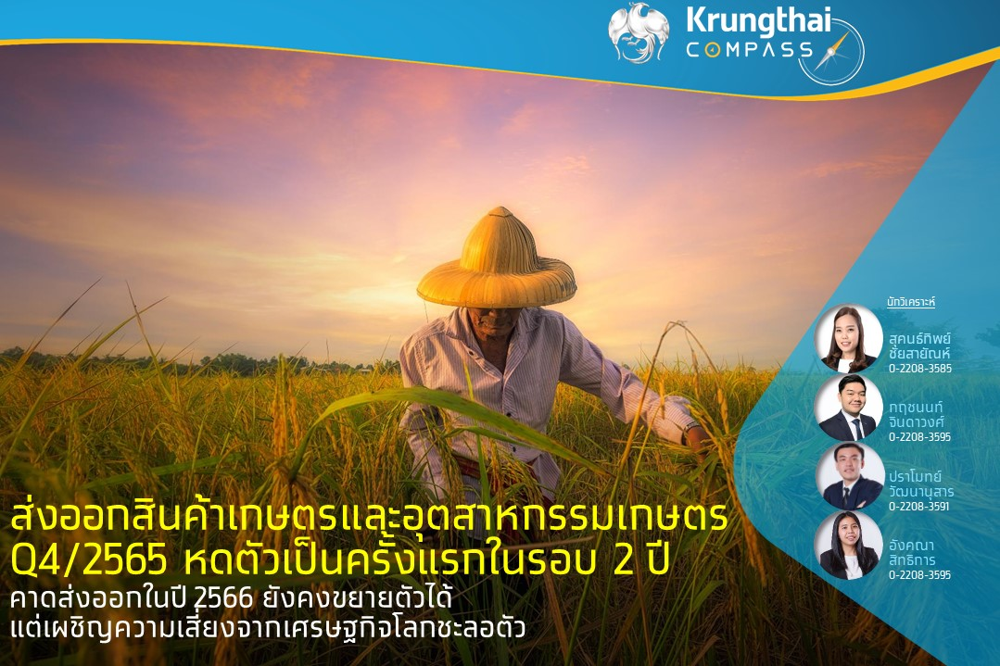 Krungthai
COMPASS
นักวิเคราะห์
สุคนธ์ทิพย์
ชัยสายัณห์
0-2208-3585
กฤชนนท์
จินดาวงศ์
0-2208-3595
ปราโมทย์
วัฒนานุสาร
0-2208-3591
อังคณา
สิทธิการ
0-2208-3595
ส่งออกสินค้าเกษตรและอุตสาหกรรมเกษตร
Q4/2565 หดตัวเป็นครั้งแรกในรอบ 2 ปี
คาดส่งออกในปี 2566 ยังคงขยายตัวได้
แต่เผชิญความเสี่ยงจากเศรษฐกิจโลกชะลอตัว